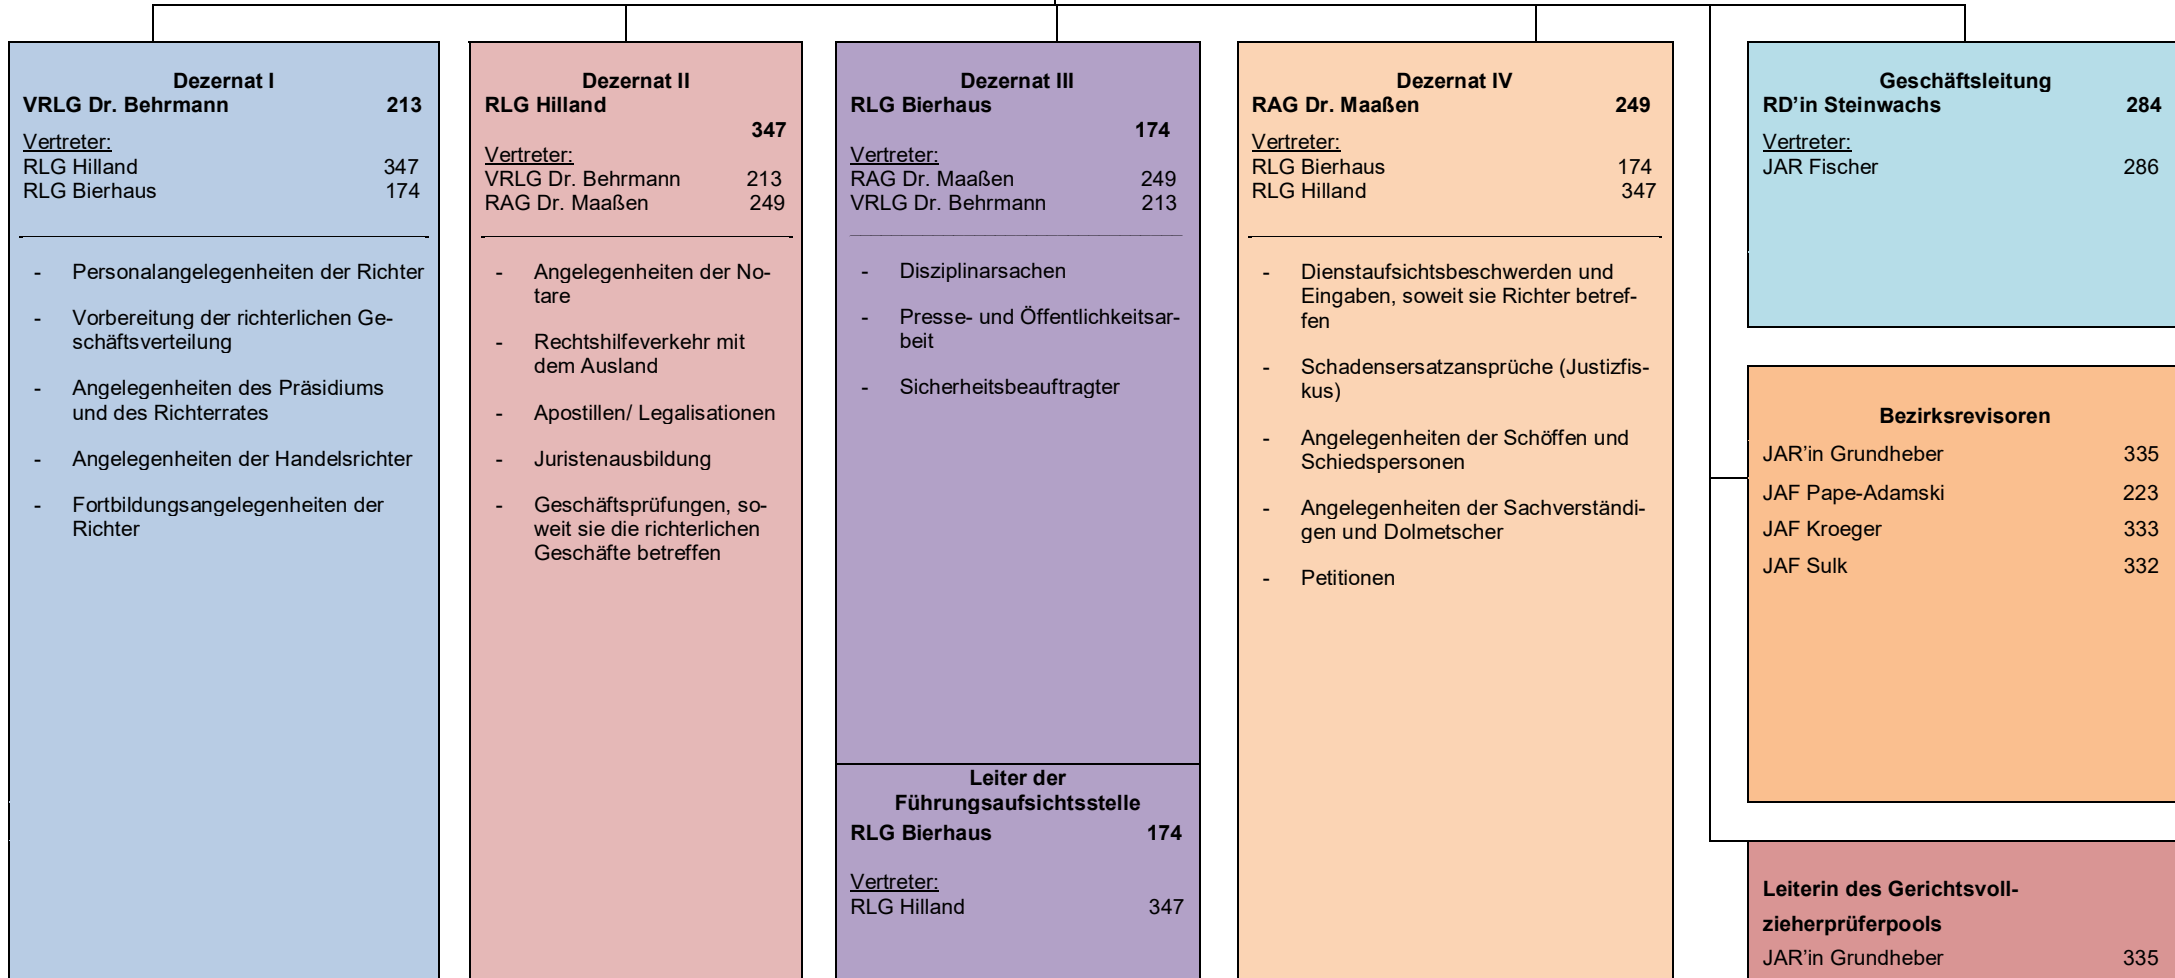 Dezernat I
VRLG Dr. Behrmann 213
Vertreter:
RLG Hilland 347
RLG Bierhaus 174
- Personalangelegenheiten der Richter
- Vorbereitung der richterlichen Ge-
schäftsverteilung
- Angelegenheiten des Präsidiums
und des Richterrates
- Angelegenheiten der Handelsrichter
- Fortbildungsangelegenheiten der
Richter
Dezernat II
RLG Hilland
347
Vertreter:
VRLG Dr. Behrmann 213
RAG Dr. Maaßen 249
- Angelegenheiten der No-
tare
- Rechtshilfeverkehr mit
dem Ausland
- Apostillen/ Legalisationen
- Juristenausbildung
- Geschäftsprüfungen, so-
weit sie die richterlichen
Geschäfte betreffen
Dezernat III
RLG Bierhaus
174
Vertreter:
RAG Dr. Maaßen 249
VRLG Dr. Behrmann 213
- Disziplinarsachen
- Presse- und Öffentlichkeitsar-
beit
- Sicherheitsbeauftragter
Leiter der
Führungsaufsichtsstelle
RLG Bierhaus 174
Vertreter:
RLG Hilland 347
Dezernat IV
RAG Dr. Maaßen 249
Vertreter:
RLG Bierhaus 174
RLG Hilland 347
- Dienstaufsichtsbeschwerden und
Eingaben, soweit sie Richter betref-
fen
- Schadensersatzansprüche (Justizfis-
kus)
- Angelegenheiten der Schöffen und
Schiedspersonen
- Angelegenheiten der Sachverständi-
gen und Dolmetscher
- Petitionen
Geschäftsleitung
RD’in Steinwachs 284
Vertreter:
JAR Fischer 286
Bezirksrevisoren
JAR’in Grundheber 335
JAF Pape-Adamski 223
JAF Kroeger 333
JAF Sulk 332
Leiterin des Gerichtsvoll-
zieherprüferpools
JAR’in Grundheber 335